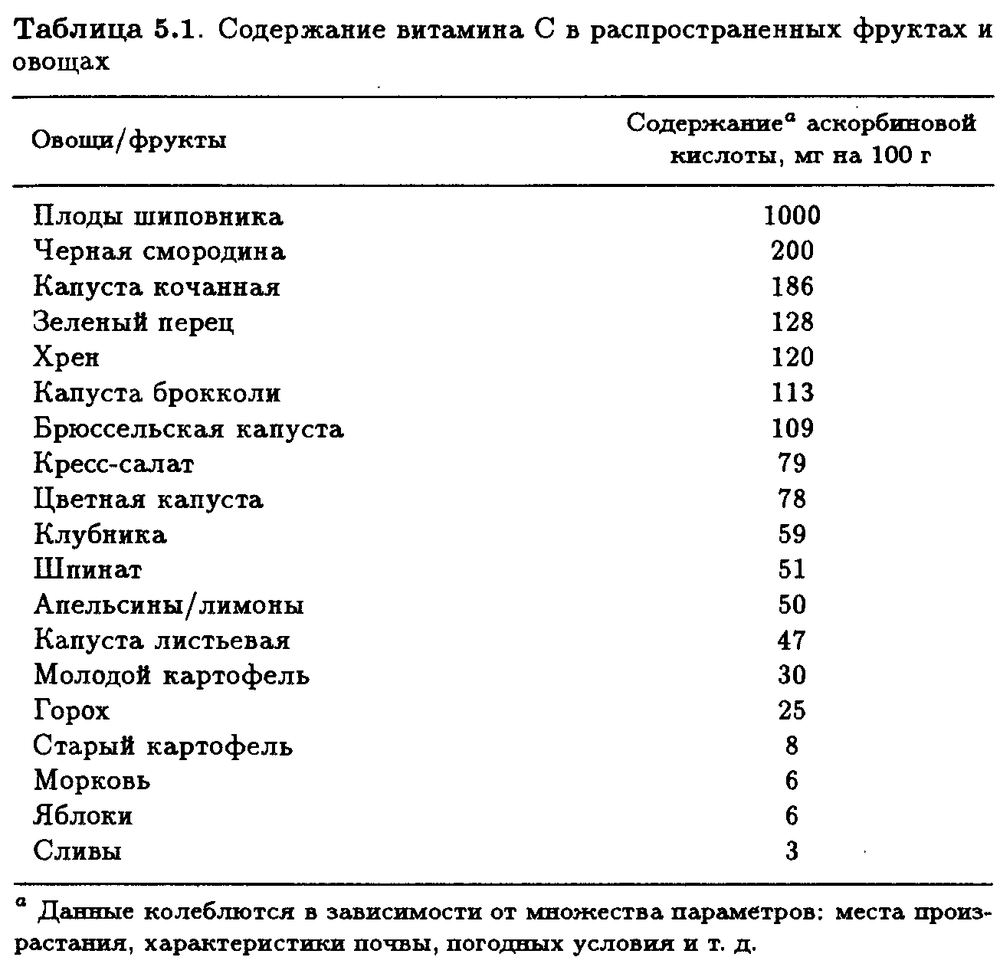 Таблица 5.1. Содержание витамина С в распространенных фруктах и
овощах
Овощи/фрукты
Содержаниеᵃ аскорбиновой
кислоты, мг на 100 г
Плоды шиповника 1000
Черная смородина 200
Капуста кочанная 186
Зеленый перец 128
Хрен 120
Капуста брокколи 113
Брюссельская капуста 109
Кресс-салат 79
Цветная капуста 78
Клубника 59
Шпинат 51
Апельсины/лимоны 50
Капуста листьевая 47
Молодой картофель 30
Горох 25
Старый картофель 8
Морковь 6
Яблоки 6
Сливы 3
ᵃ Данные колеблются в зависимости от множества параметров: места произ-
растания, характеристики почвы, погодных условия и т. д.